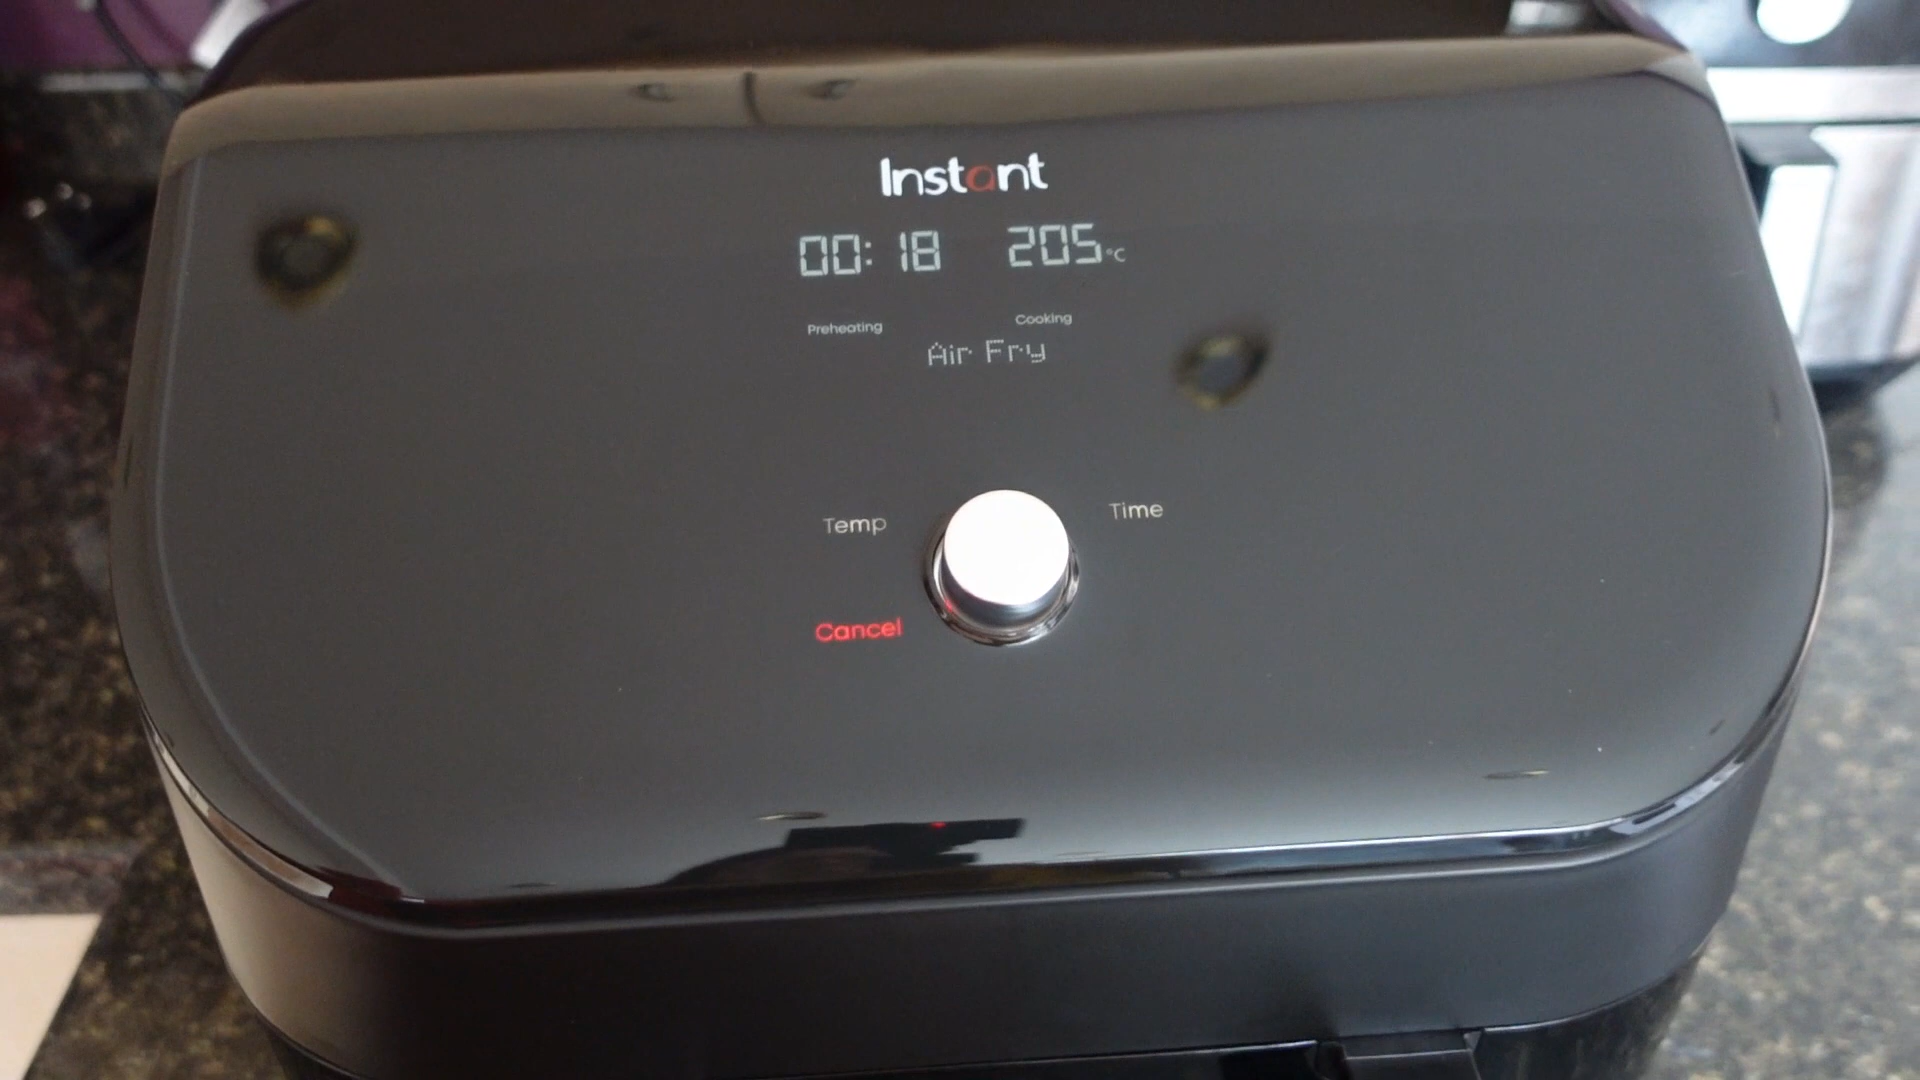 Instant
00:18 205°C
Preheating Cooking
Air Fry
Temp Time
Cancel